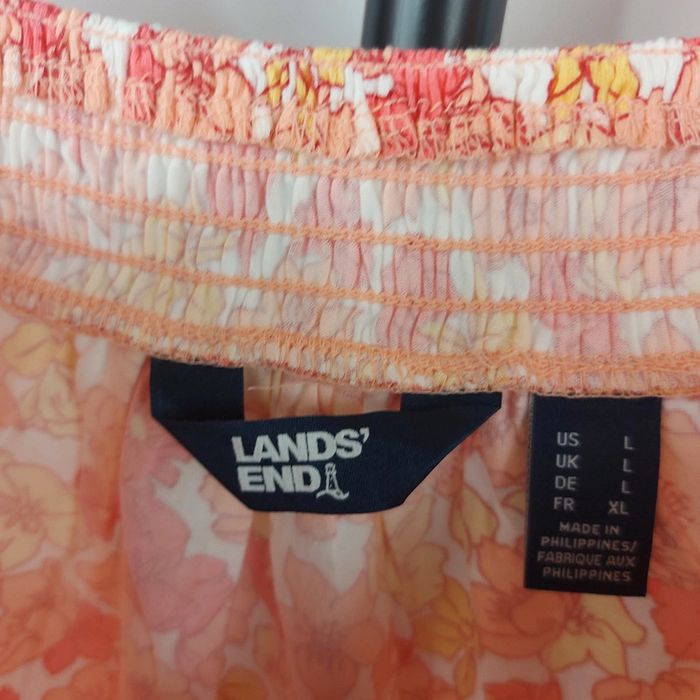 LANDS'
END
US L
UK L
DE L
FR XL
MADE IN
PHILIPPINES/
FABRIQUE AUX
PHILIPPINES